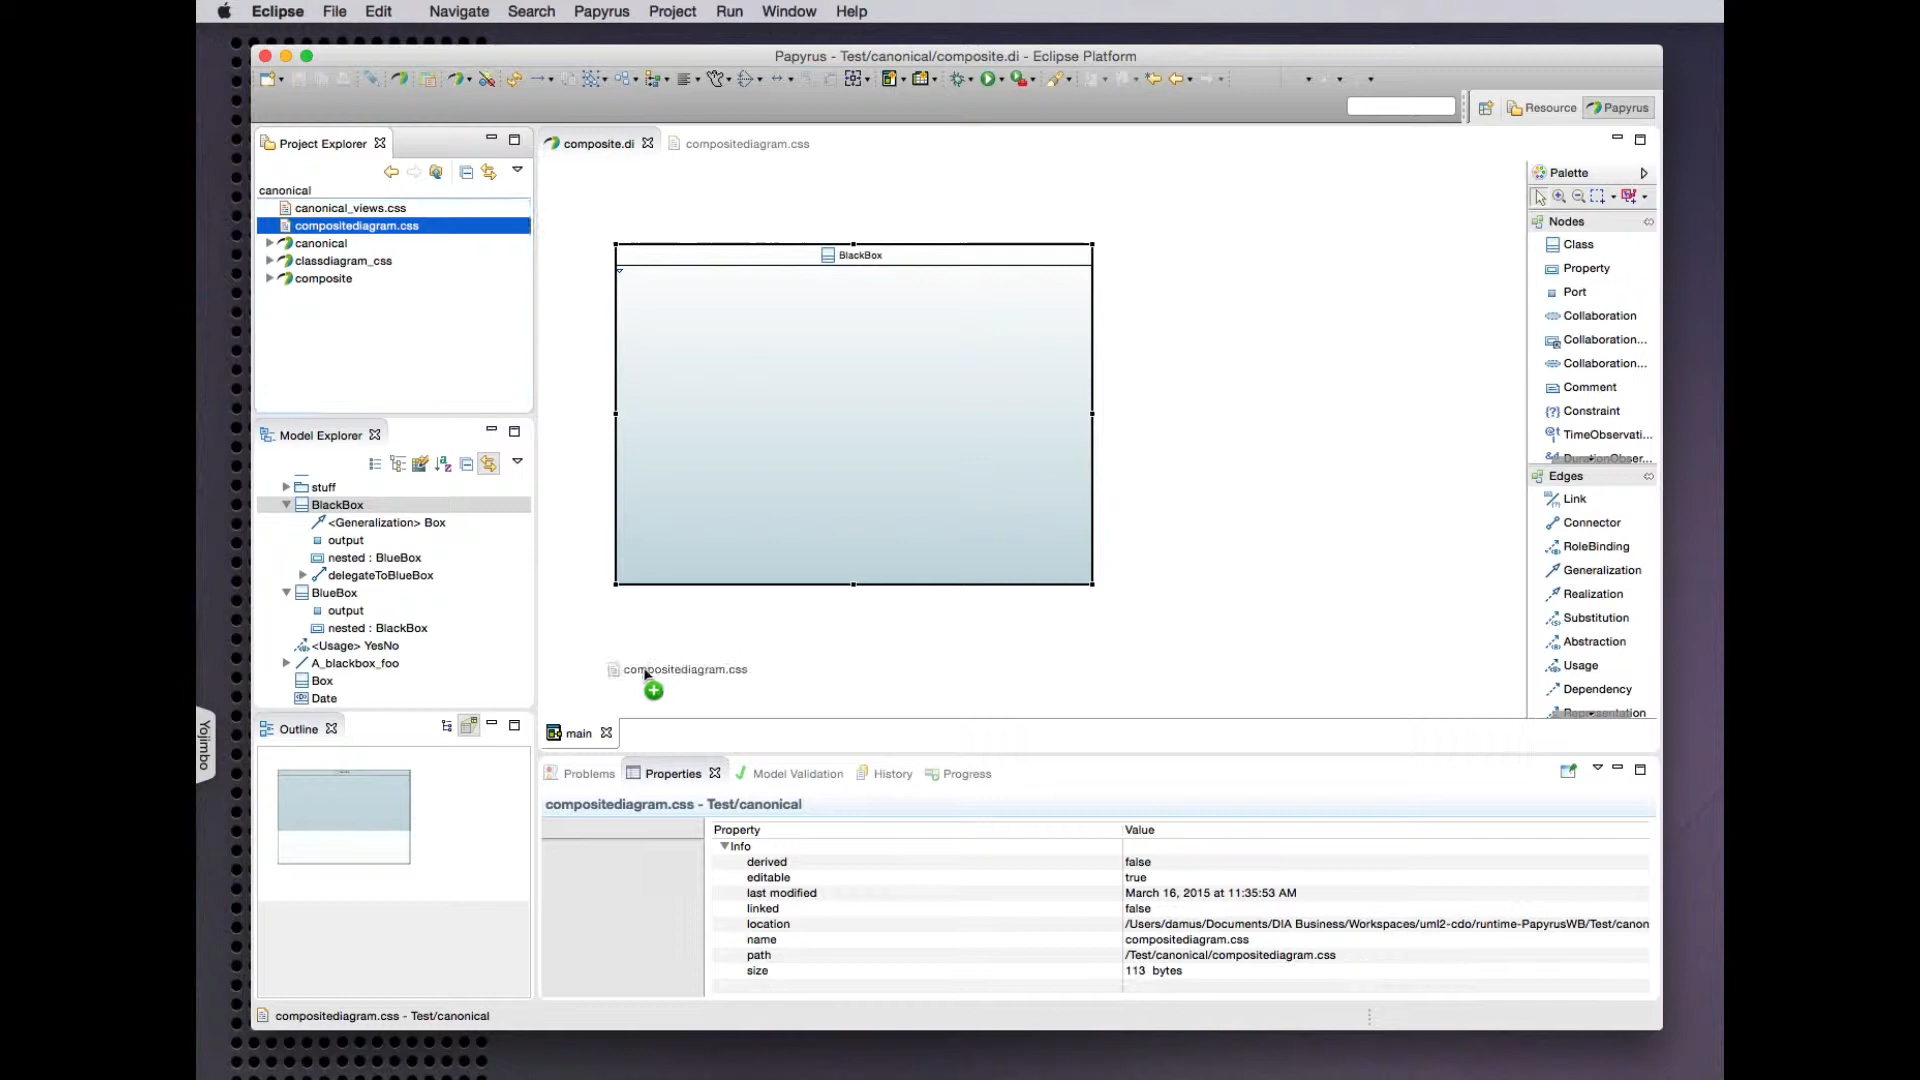 Eclipse File Edit Navigate Search Papyrus Project Run Window Help
Papyrus - Test/canonical/composite.di - Eclipse Platform
Resource Papyrus
Project Explorer
canonical
canonical_views.css
compositediagram.css
canonical
classdiagram_css
composite
composite.di compositediagram.css
BlackBox
compositediagram.css
main
Palette
Nodes
Class
Property
Port
Collaboration
Collaboration...
Collaboration...
Comment
Constraint
TimeObservati...
DurationObser...
Edges
Link
Connector
RoleBinding
Generalization
Realization
Substitution
Abstraction
Usage
Dependency
Representation
Model Explorer
stuff
BlackBox
<Generalization> Box
output
nested : BlueBox
delegateToBlueBox
BlueBox
output
nested : BlackBox
<Usage> YesNo
A_blackbox_foo
Box
Date
Yojimbo
Outline
Problems Properties Model Validation History Progress
compositediagram.css - Test/canonical
Property Value
Info
derived false
editable true
last modified March 16, 2015 at 11:35:53 AM
linked false
location /Users/damus/Documents/DIA Business/Workspaces/uml2-cdo/runtime-PapyrusWB/Test/canon
name compositediagram.css
path /Test/canonical/compositediagram.css
size 113 bytes
compositediagram.css - Test/canonical